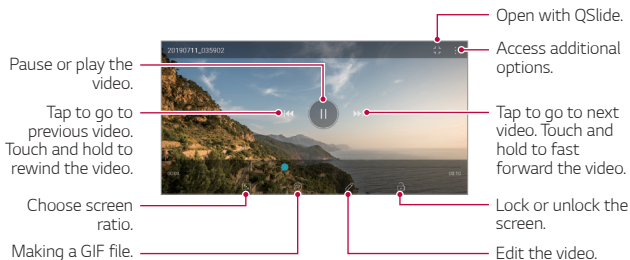 Open with QSlide.
20190711_035902
Access additional
options.
Pause or play the
video.
Tap to go to
previous video.
Touch and hold to
rewind the video.
Tap to go to next
video. Touch and
hold to fast
forward the video.
00:10
Choose screen
ratio.
Lock or unlock the
screen.
Making a GIF file.
Edit the video.